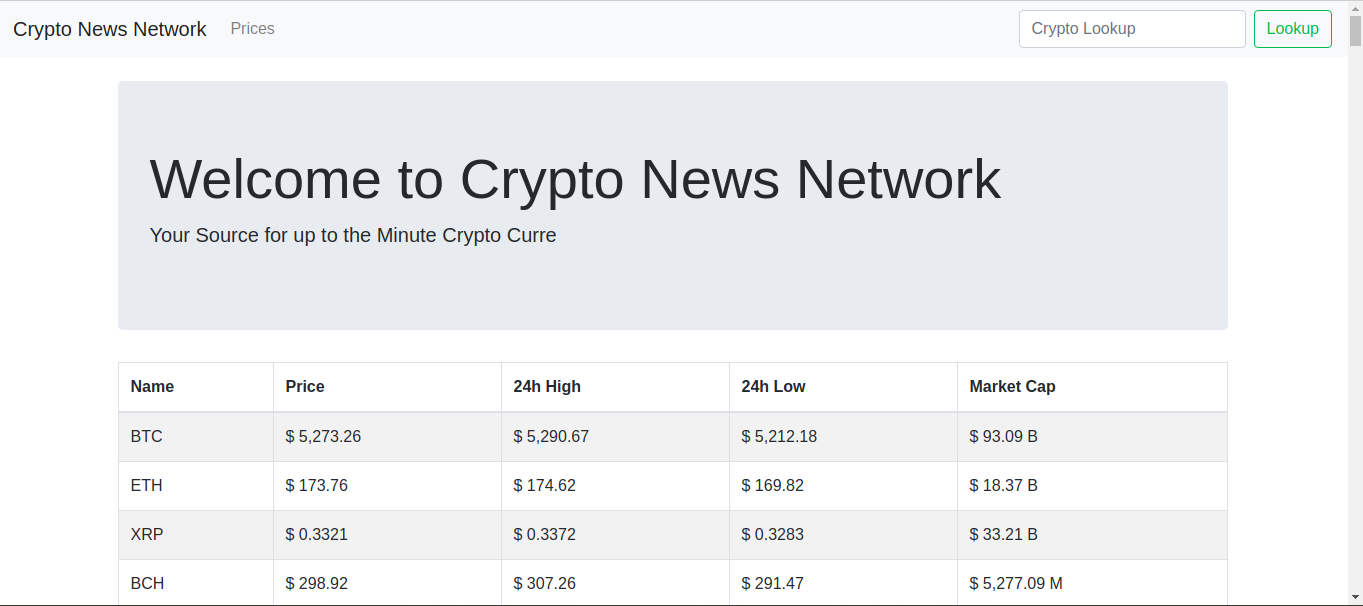 Crypto News Network Prices Crypto Lookup Lookup
Welcome to Crypto News Network
Your Source for up to the Minute Crypto Curre
Name Price 24h High 24h Low Market Cap
BTC $ 5,273.26 $ 5,290.67 $ 5,212.18 $ 93.09 B
ETH $ 173.76 $ 174.62 $ 169.82 $ 18.37 B
XRP $ 0.3321 $ 0.3372 $ 0.3283 $ 33.21 B
BCH $ 298.92 $ 307.26 $ 291.47 $ 5,277.09 M